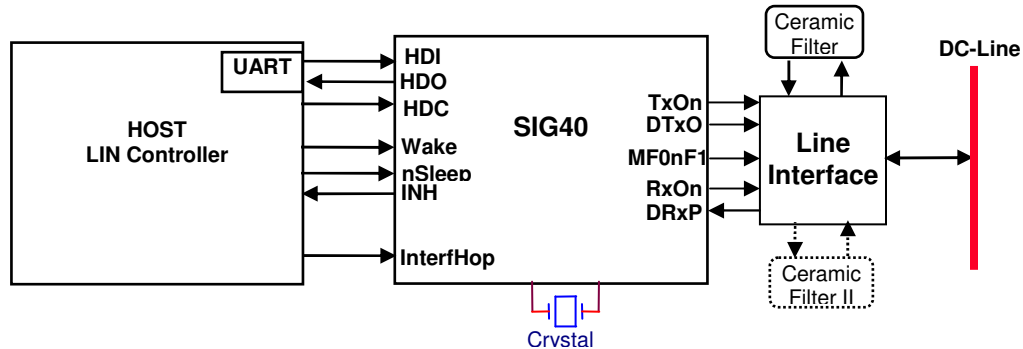 HOST
LIN Controller
UART
HDI
HDO
HDC
Wake
nSleep
INH
InterfHop
SIG40
TxOn
DTxO
MF0nF1
RxOn
DRxP
Crystal
Ceramic
Filter
Line
Interface
Ceramic
Filter II
DC-Line